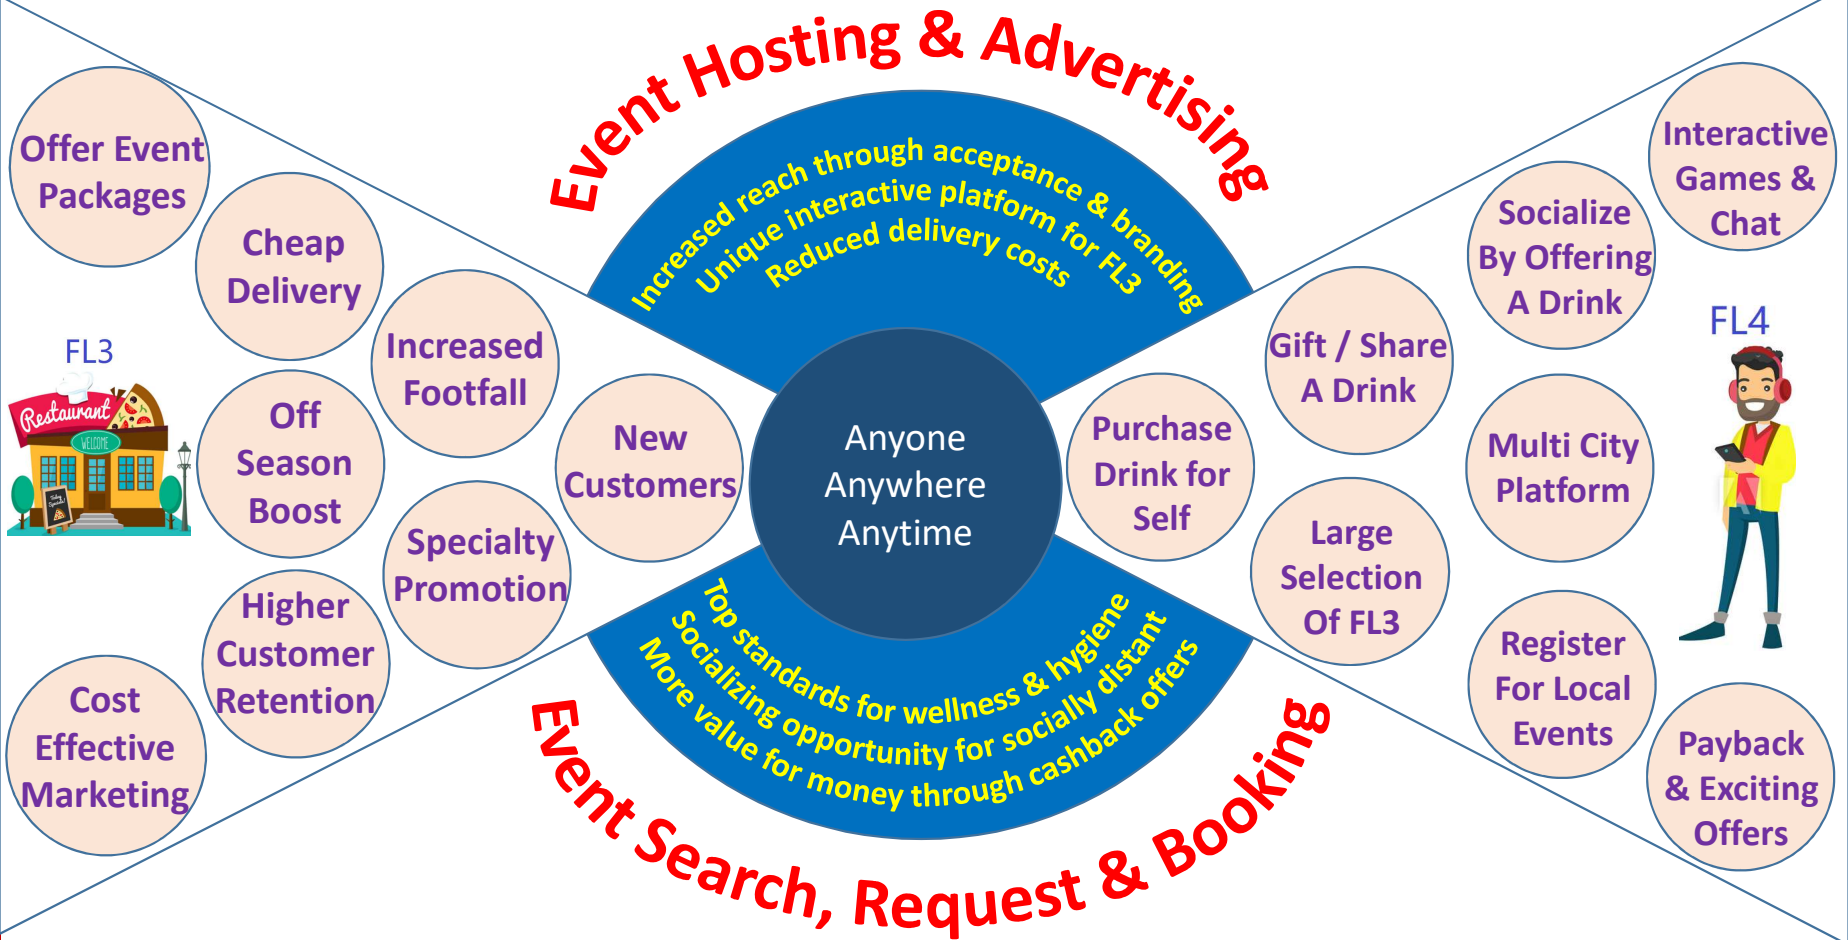 Event Hosting & Advertising
Increased reach through acceptance & branding
Unique interactive platform for FL3
Reduced delivery costs
Offer Event
Packages
Cheap
Delivery
Increased
Footfall
FL3
Restaurant
WELCOME
Off
Season
Boost
New
Customers
Specialty
Promotion
Higher
Customer
Retention
Cost
Effective
Marketing
Anyone
Anywhere
Anytime
Purchase
Drink for
Self
Gift / Share
A Drink
Large
Selection
Of FL3
Socialize
By Offering
A Drink
Multi City
Platform
Register
For Local
Events
Interactive
Games &
Chat
FL4
Payback
& Exciting
Offers
Top standards for wellness & hygiene
Socializing opportunity for socially distant
More value for money through cashback offers
Event Search, Request & Booking